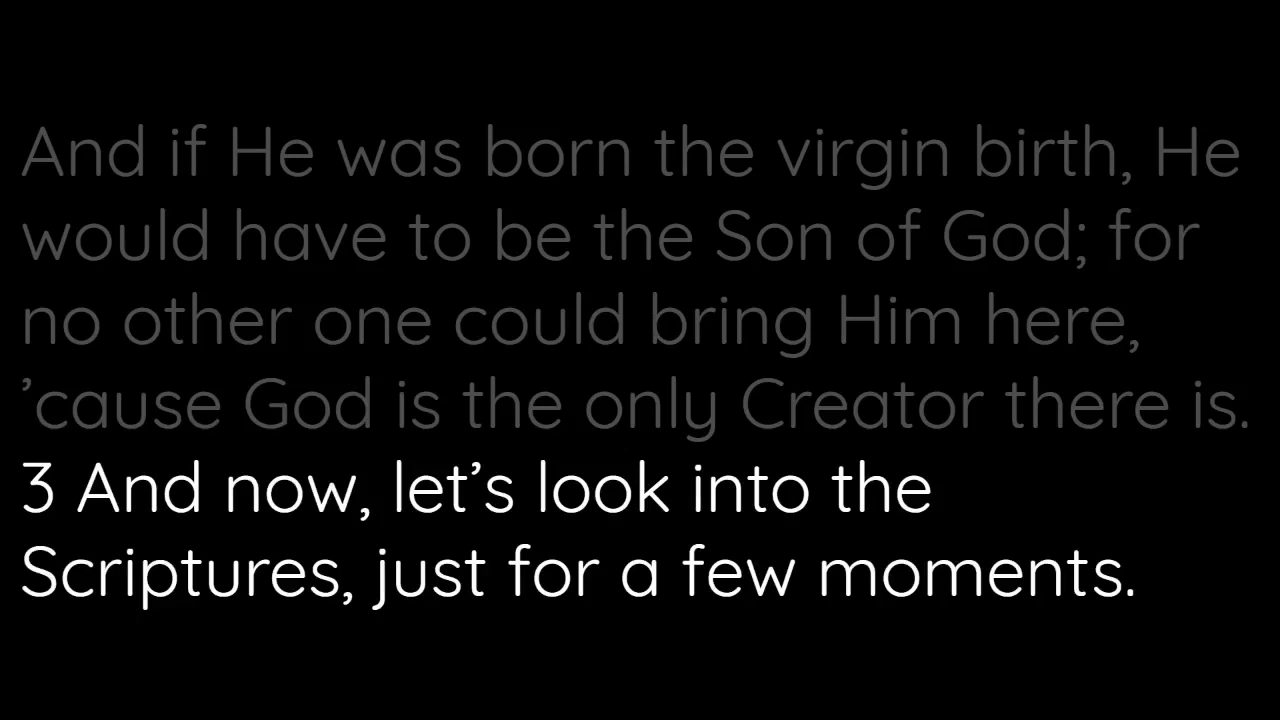 And if He was born the virgin birth, He
would have to be the Son of God; for
no other one could bring Him here,
’cause God is the only Creator there is.
3 And now, let’s look into the
Scriptures, just for a few moments.